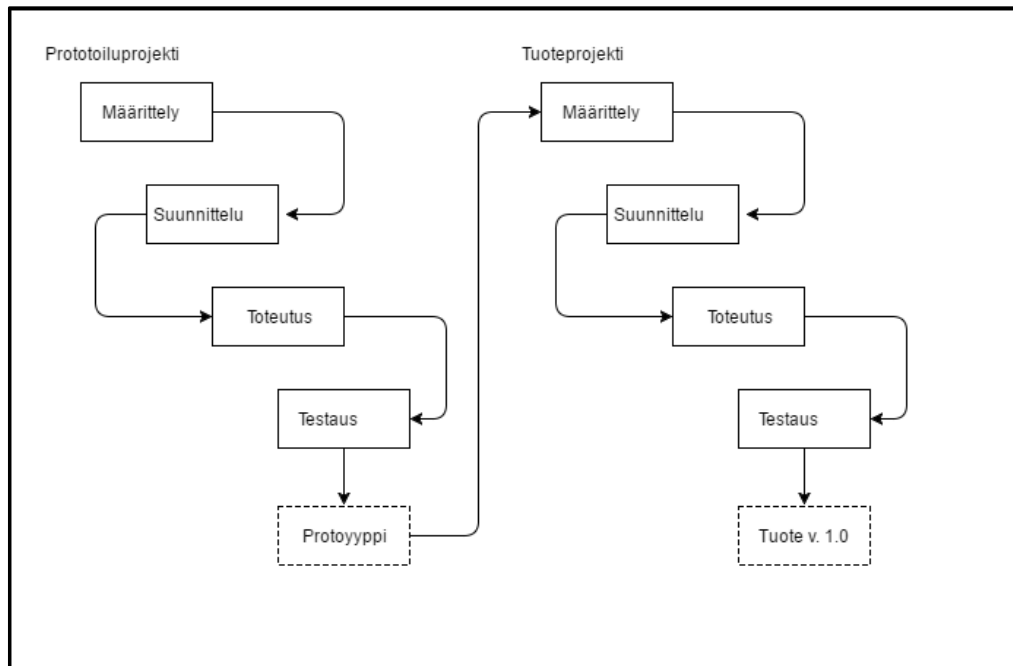 Prototoiluprojekti
Määrittely
Suunnittelu
Toteutus
Testaus
Protoyyppi
Tuoteprojekti
Määrittely
Suunnittelu
Toteutus
Testaus
Tuote v. 1.0